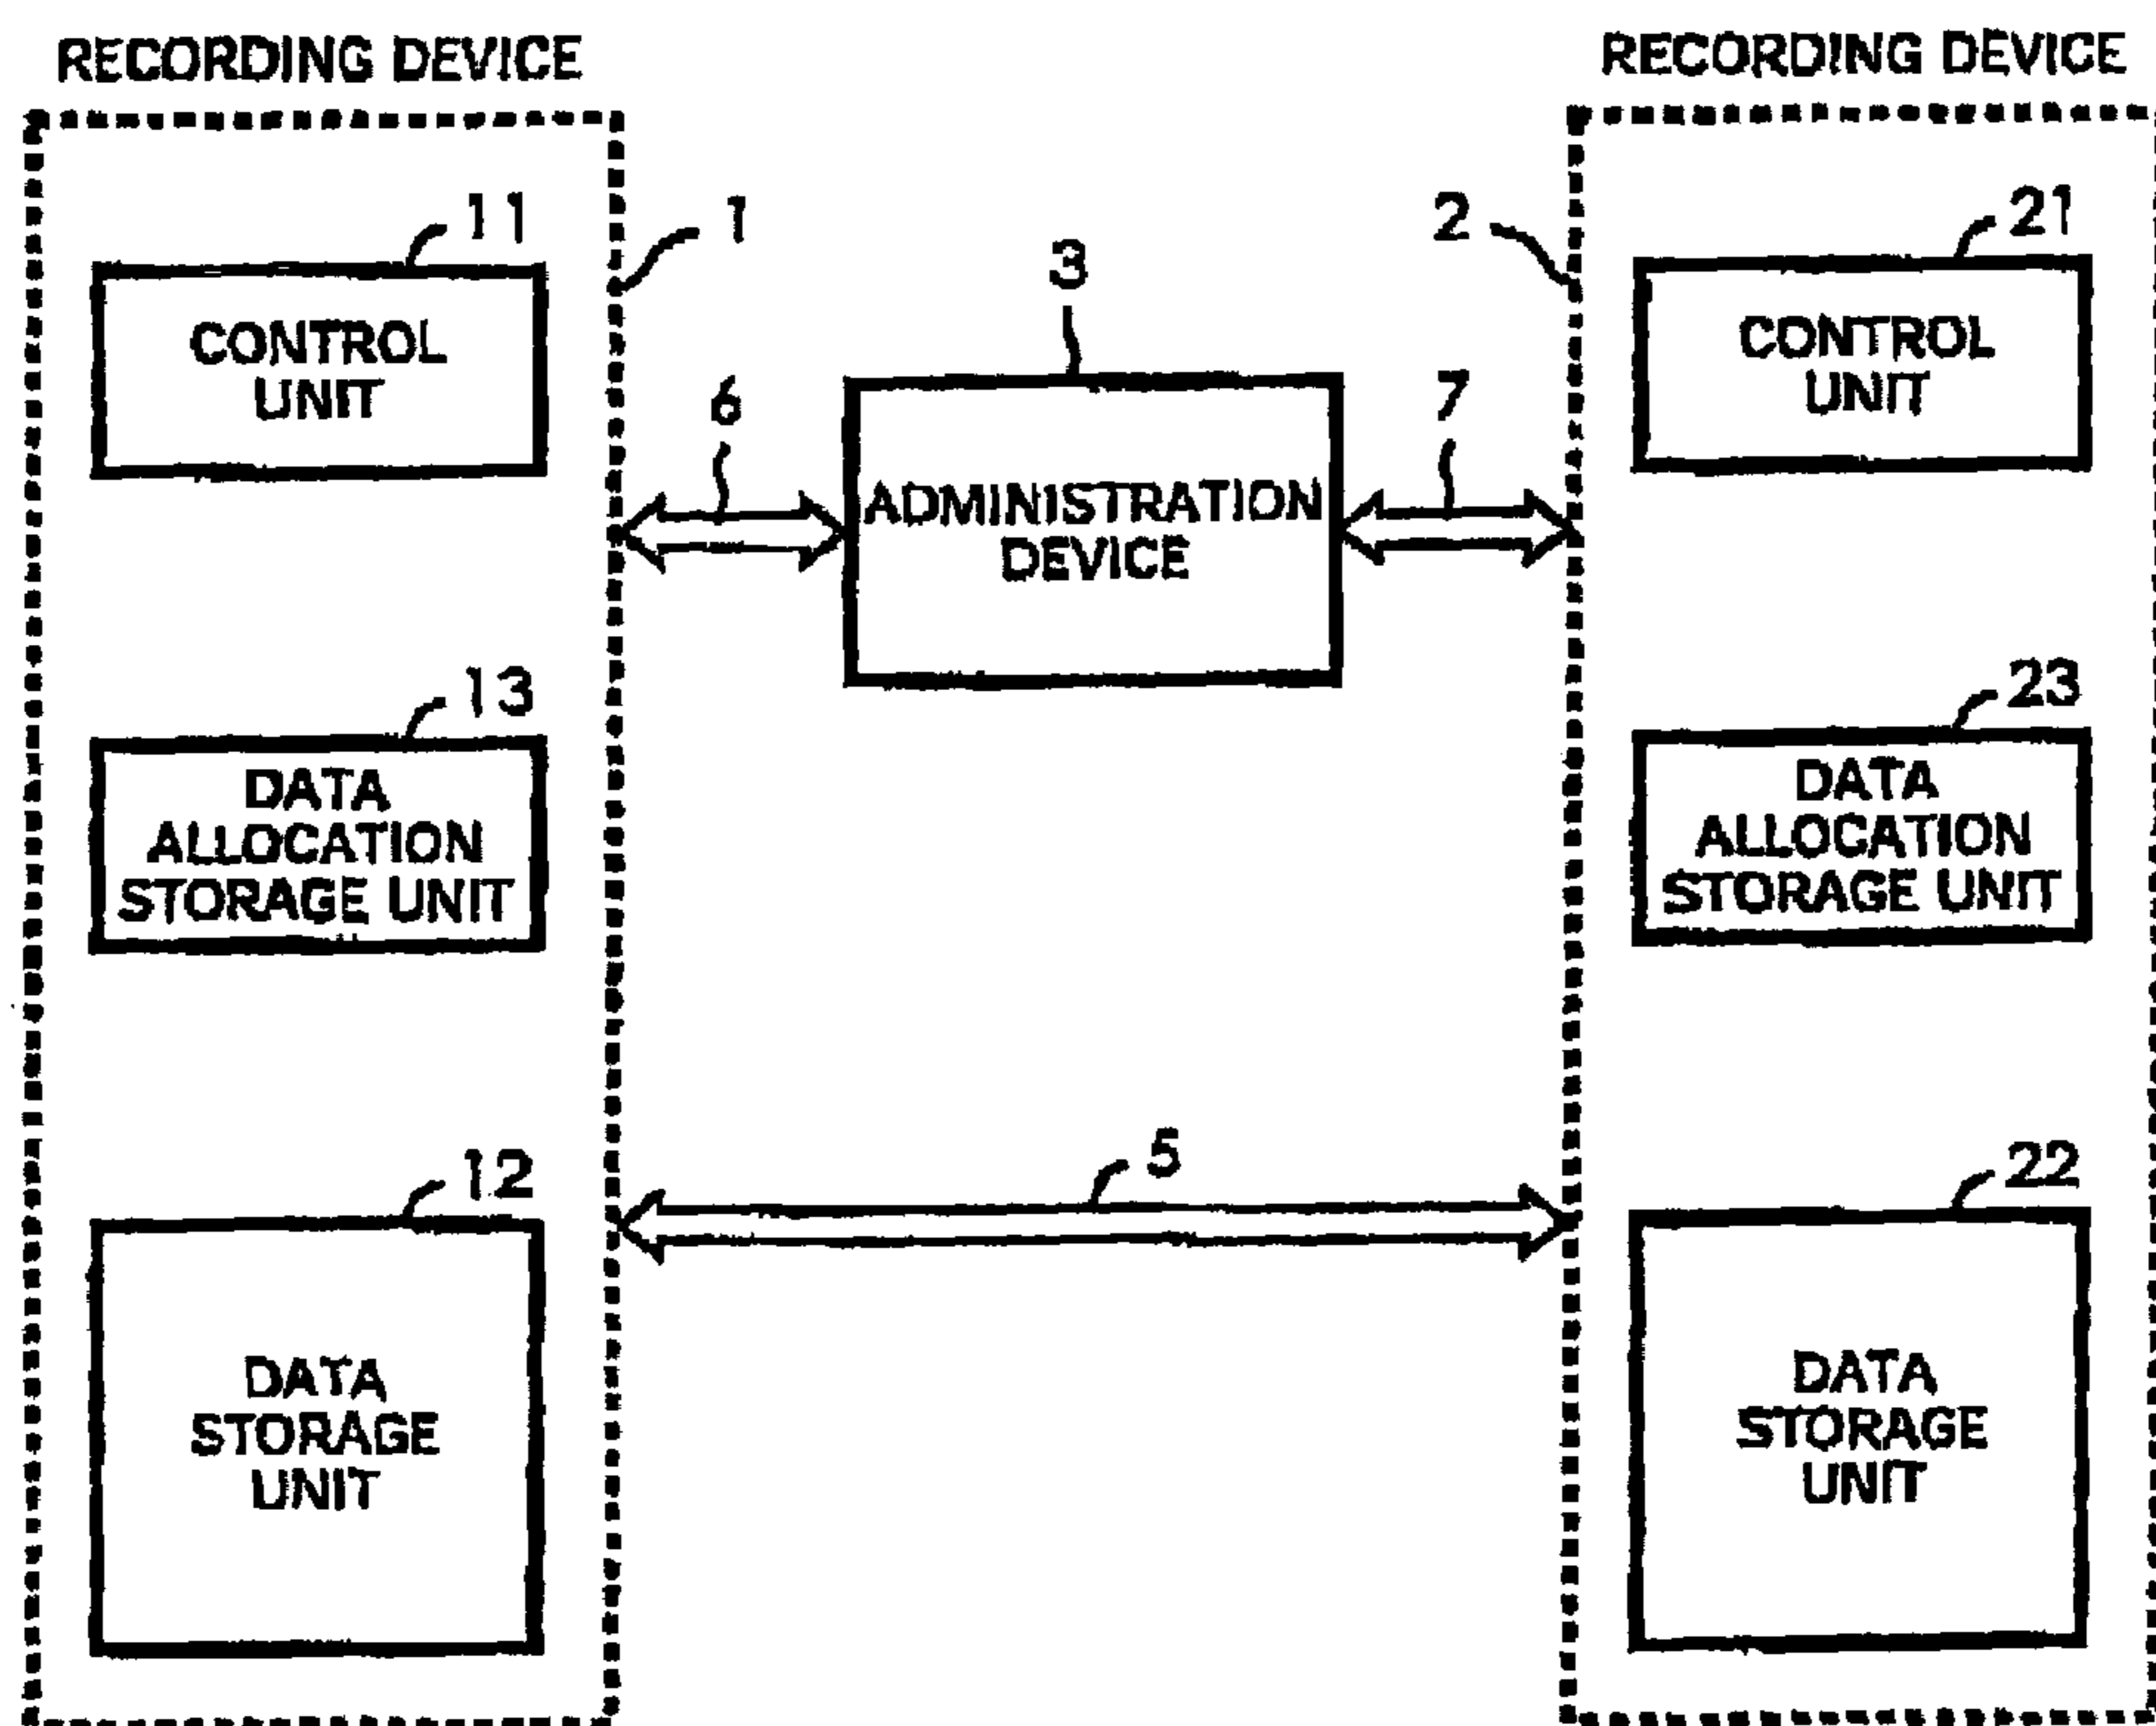 RECORDING DEVICE
11
CONTROL
UNIT
13
DATA
ALLOCATION
STORAGE UNIT
12
DATA
STORAGE
UNIT
1
6
3
ADMINISTRATION
DEVICE
7
2
5
RECORDING DEVICE
21
CONTROL
UNIT
23
DATA
ALLOCATION
STORAGE UNIT
22
DATA
STORAGE
UNIT